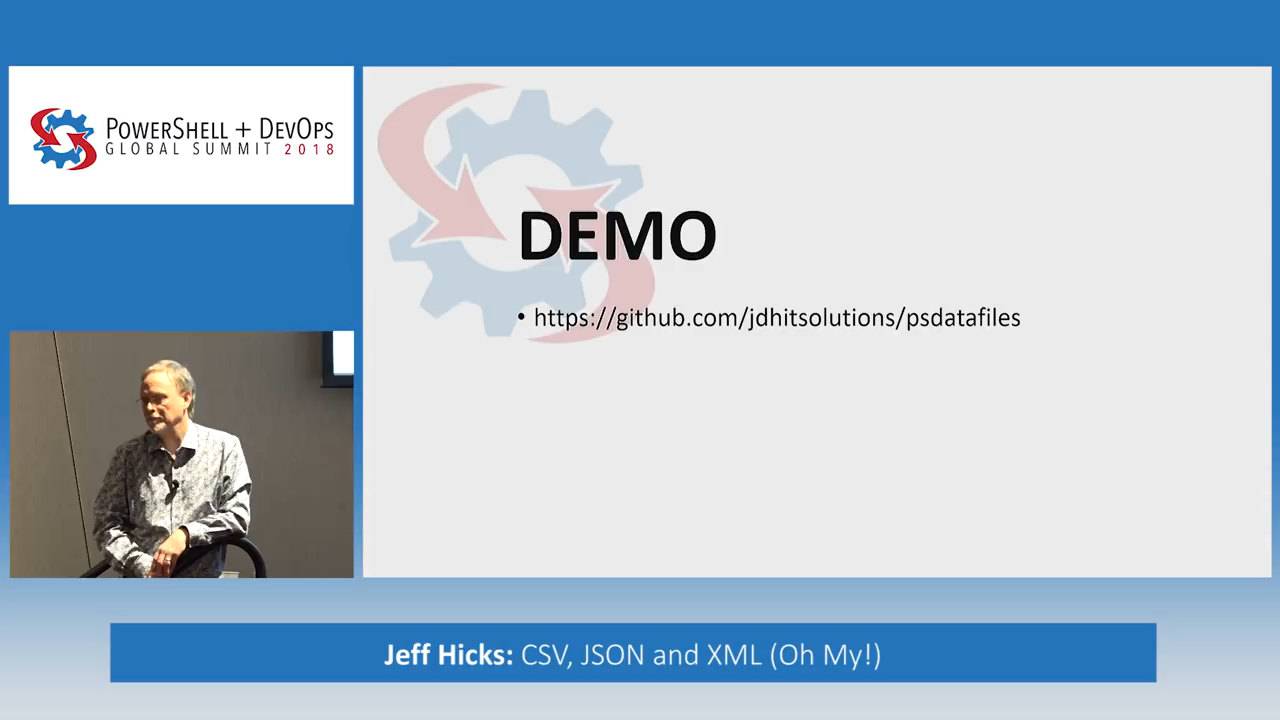 POWERSHELL + DEVOPS
GLOBAL SUMMIT 2018
DEMO
• https://github.com/jdhitsolutions/psdatafiles
Jeff Hicks: CSV, JSON and XML (Oh My!)